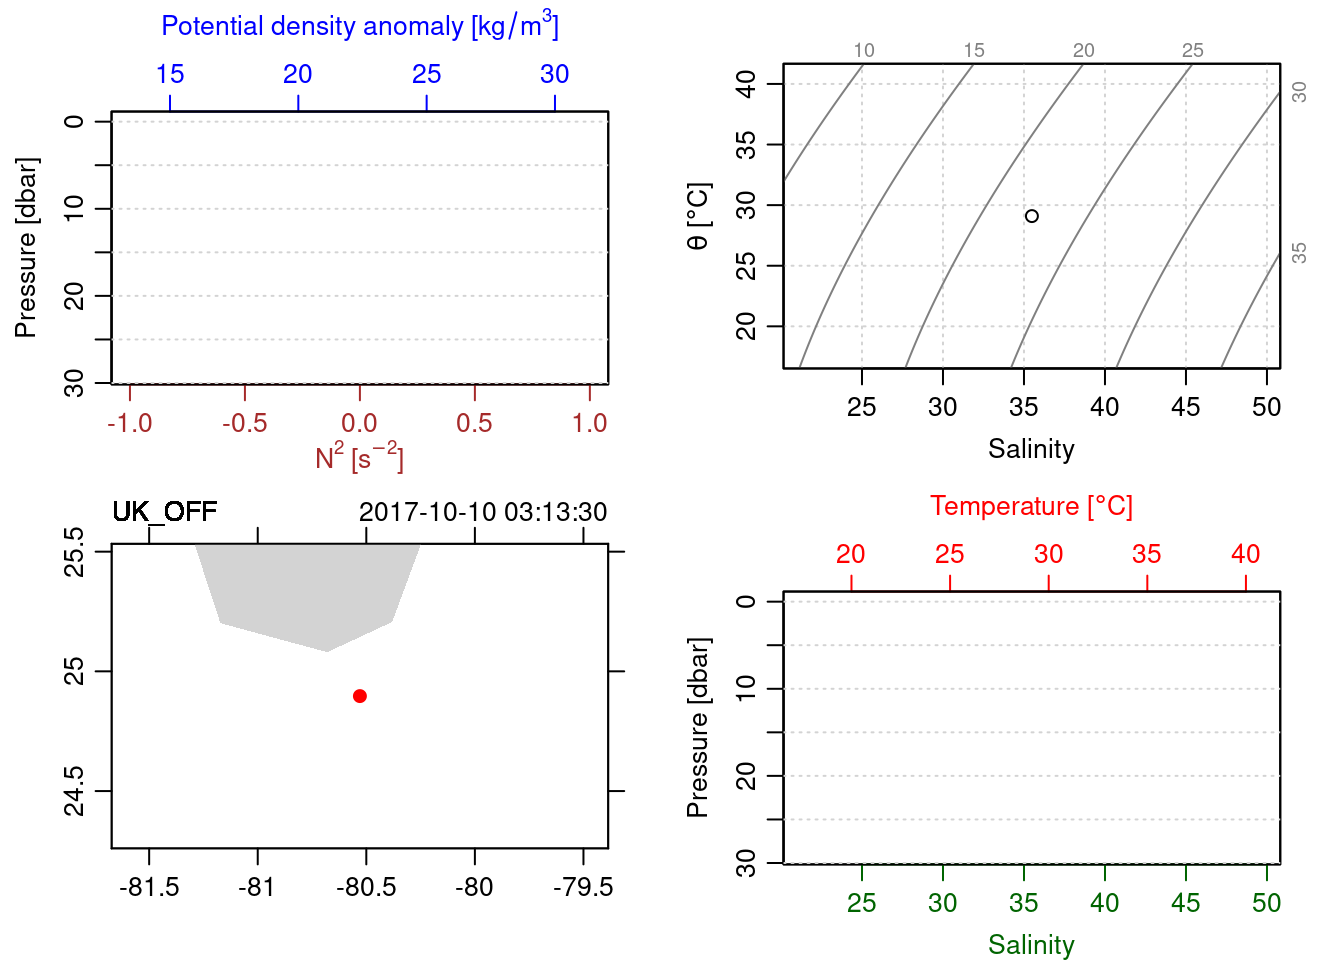 Potential density anomaly [kg/m³]
15 20 25 30
Pressure [dbar]
0
10
20
30
-1.0 -0.5 0.0 0.5 1.0
N² [s⁻²]
10 15 20 25
30
35
θ [°C]
40
35
30
25
20
25 30 35 40 45 50
Salinity
UK_OFF 2017-10-10 03:13:30
25.5
25
24.5
-81.5 -81 -80.5 -80 -79.5
Temperature [°C]
20 25 30 35 40
Pressure [dbar]
0
10
20
30
25 30 35 40 45 50
Salinity